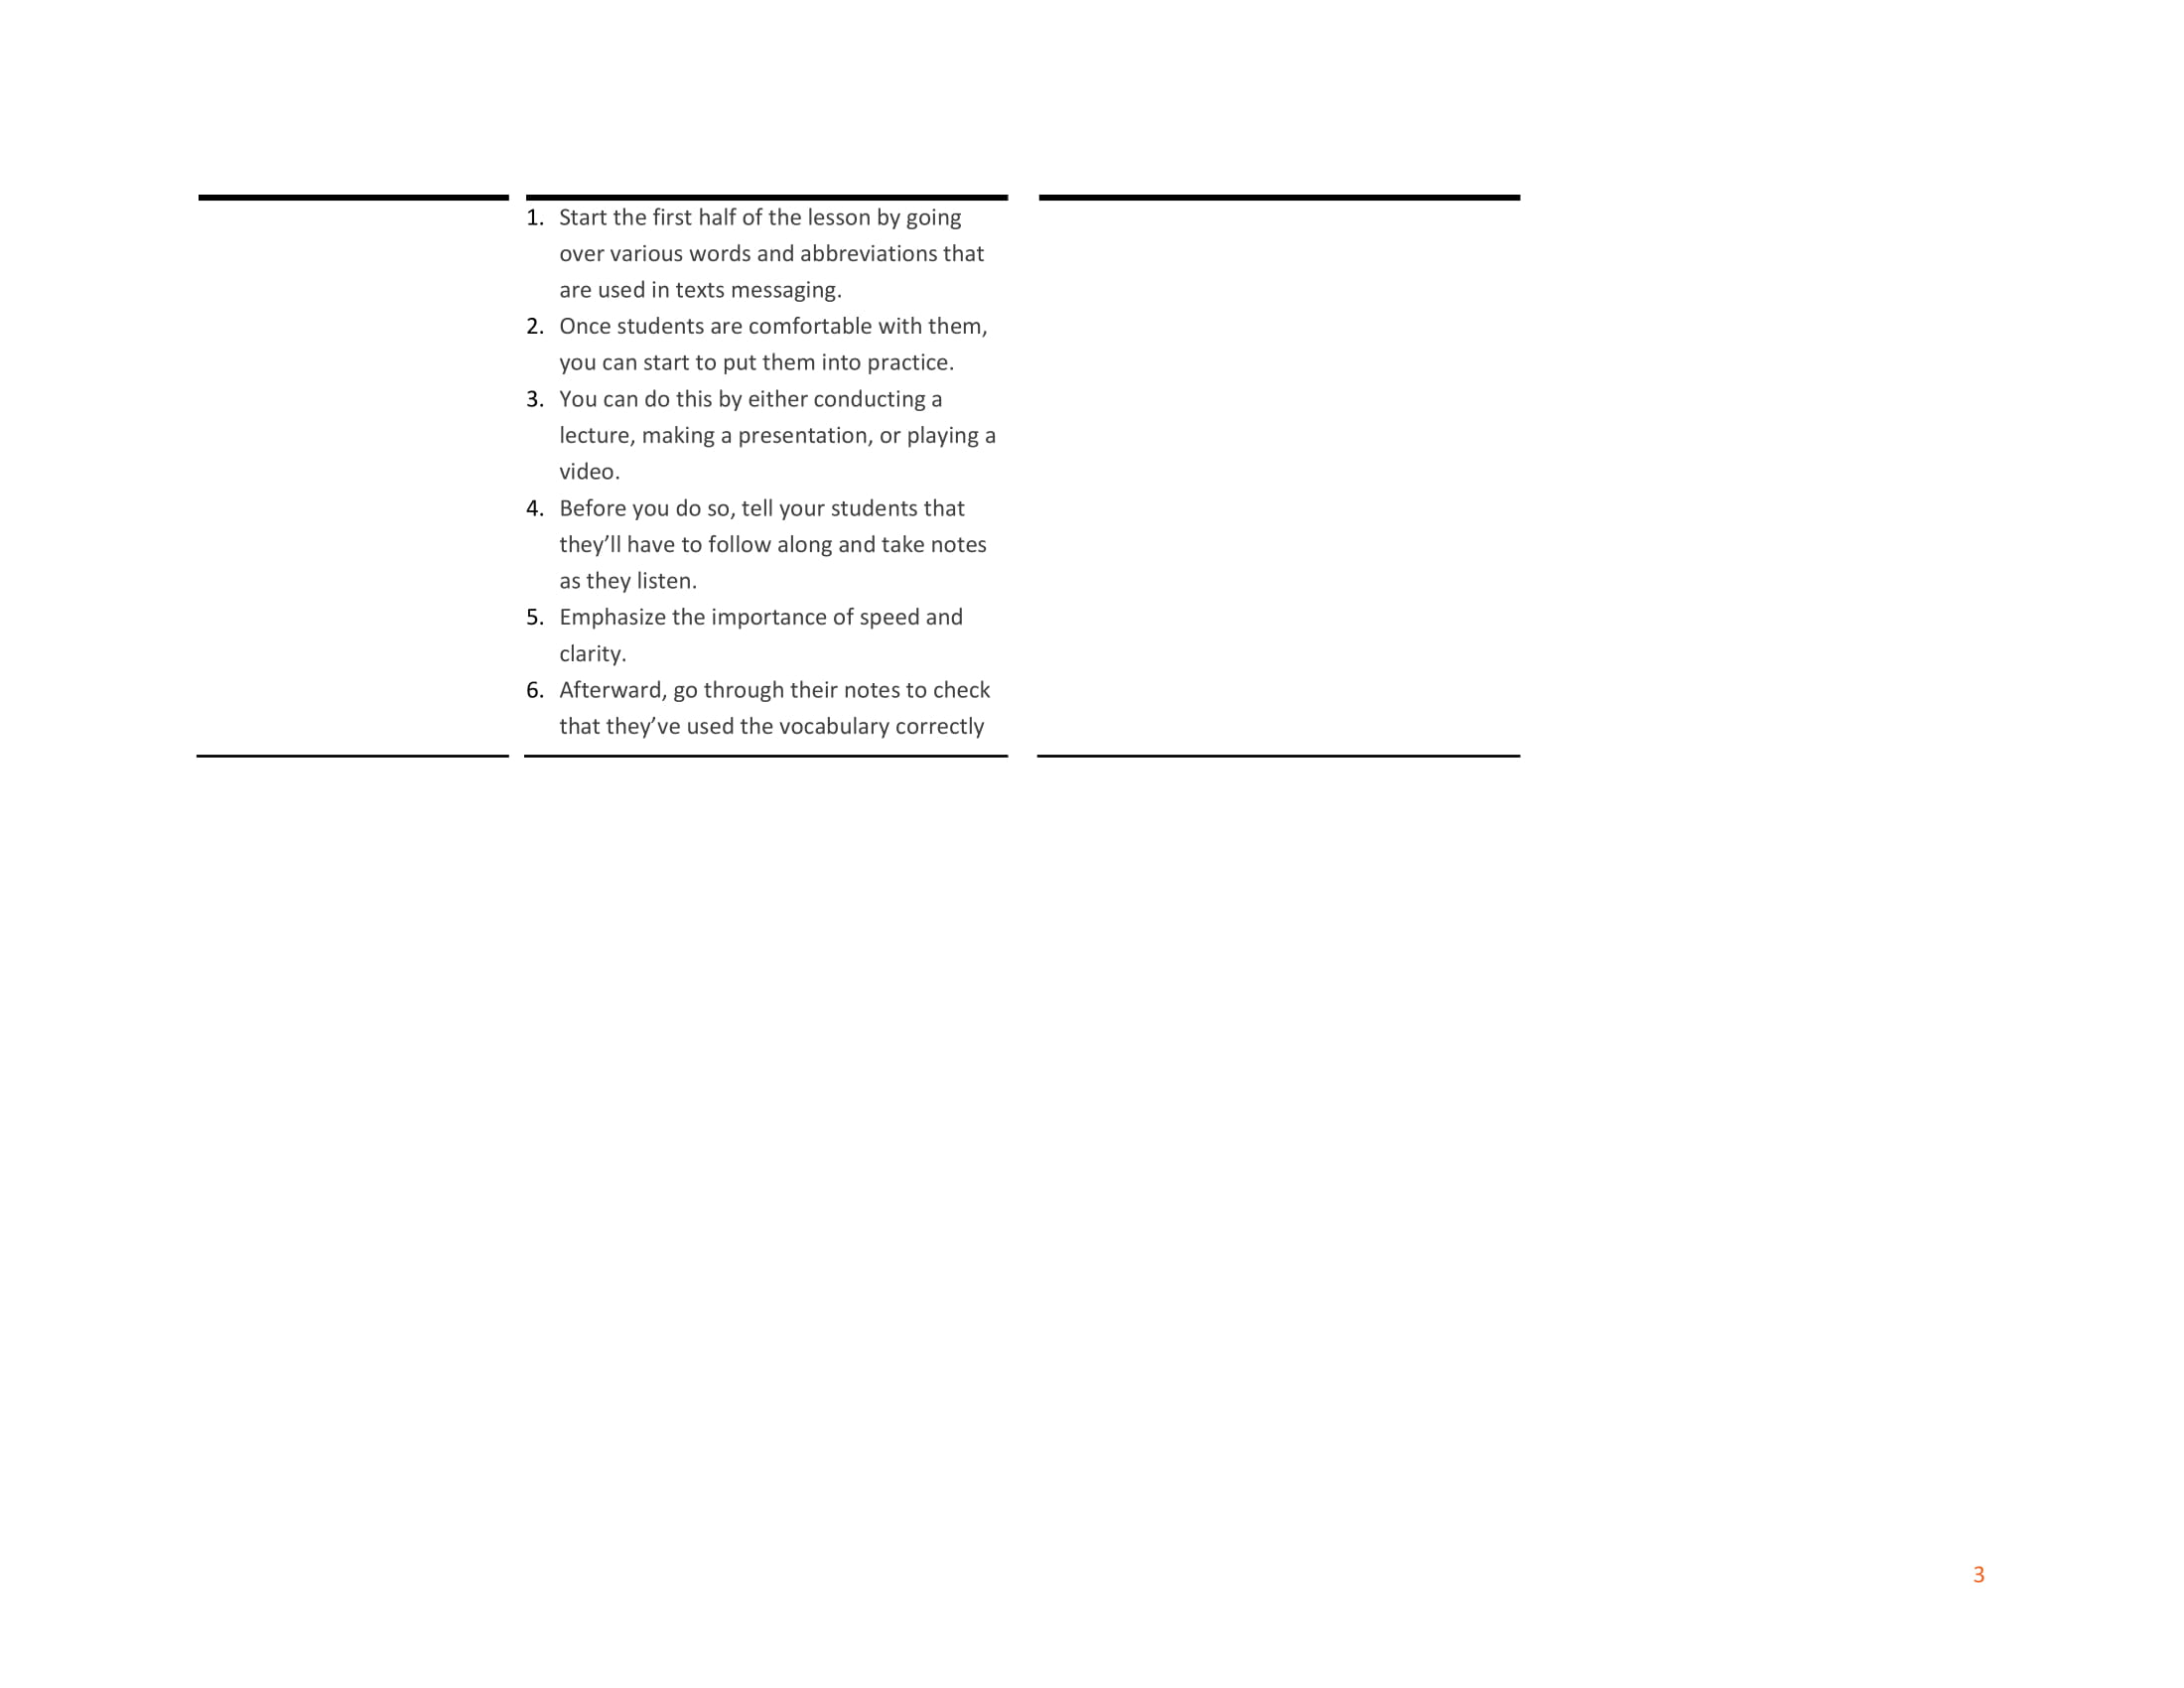 1. Start the first half of the lesson by going
over various words and abbreviations that
are used in texts messaging.
2. Once students are comfortable with them,
you can start to put them into practice.
3. You can do this by either conducting a
lecture, making a presentation, or playing a
video.
4. Before you do so, tell your students that
they’ll have to follow along and take notes
as they listen.
5. Emphasize the importance of speed and
clarity.
6. Afterward, go through their notes to check
that they’ve used the vocabulary correctly
3